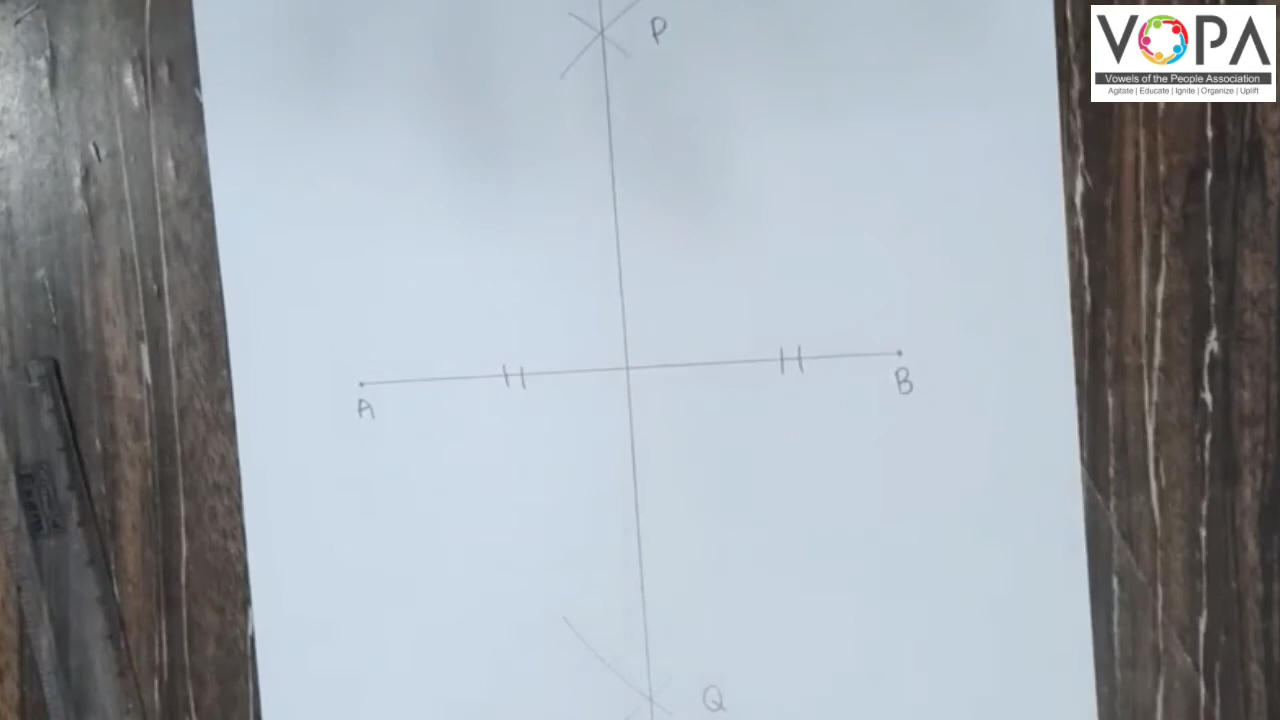 P
VOPA
Vowels of the People Association
Agitate | Educate | Ignite | Organize | Uplift
A
B
Q